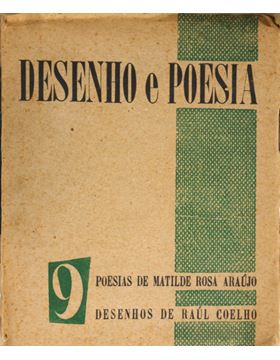 DESENHO e POESIA
9
POESIAS DE MATILDE ROSA ARAÚJO
DESENHOS DE RAÚL COELHO